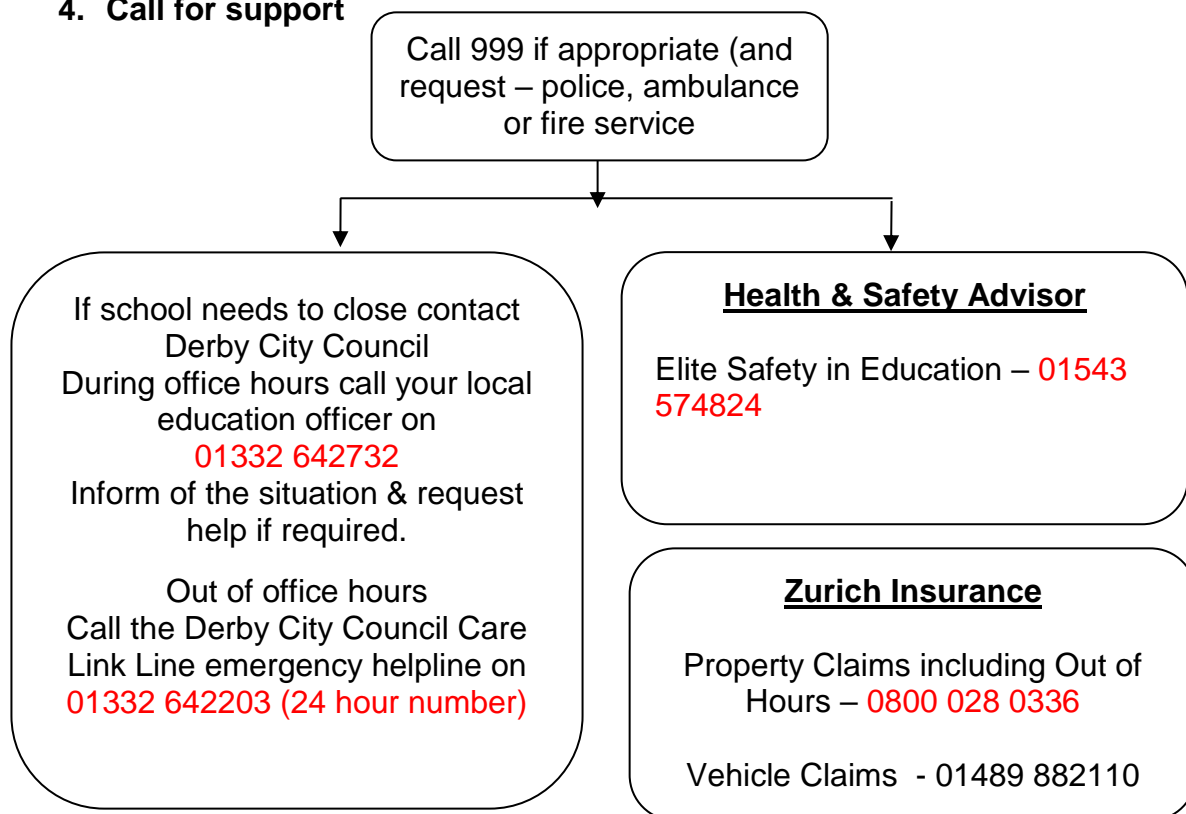 4. Call for support
Call 999 if appropriate (and
request – police, ambulance
or fire service
If school needs to close contact
Derby City Council
During office hours call your local
education officer on
01332 642732
Inform of the situation & request
help if required.
Out of office hours
Call the Derby City Council Care
Link Line emergency helpline on
01332 642203 (24 hour number)
Health & Safety Advisor
Elite Safety in Education – 01543
574824
Zurich Insurance
Property Claims including Out of
Hours – 0800 028 0336
Vehicle Claims - 01489 882110